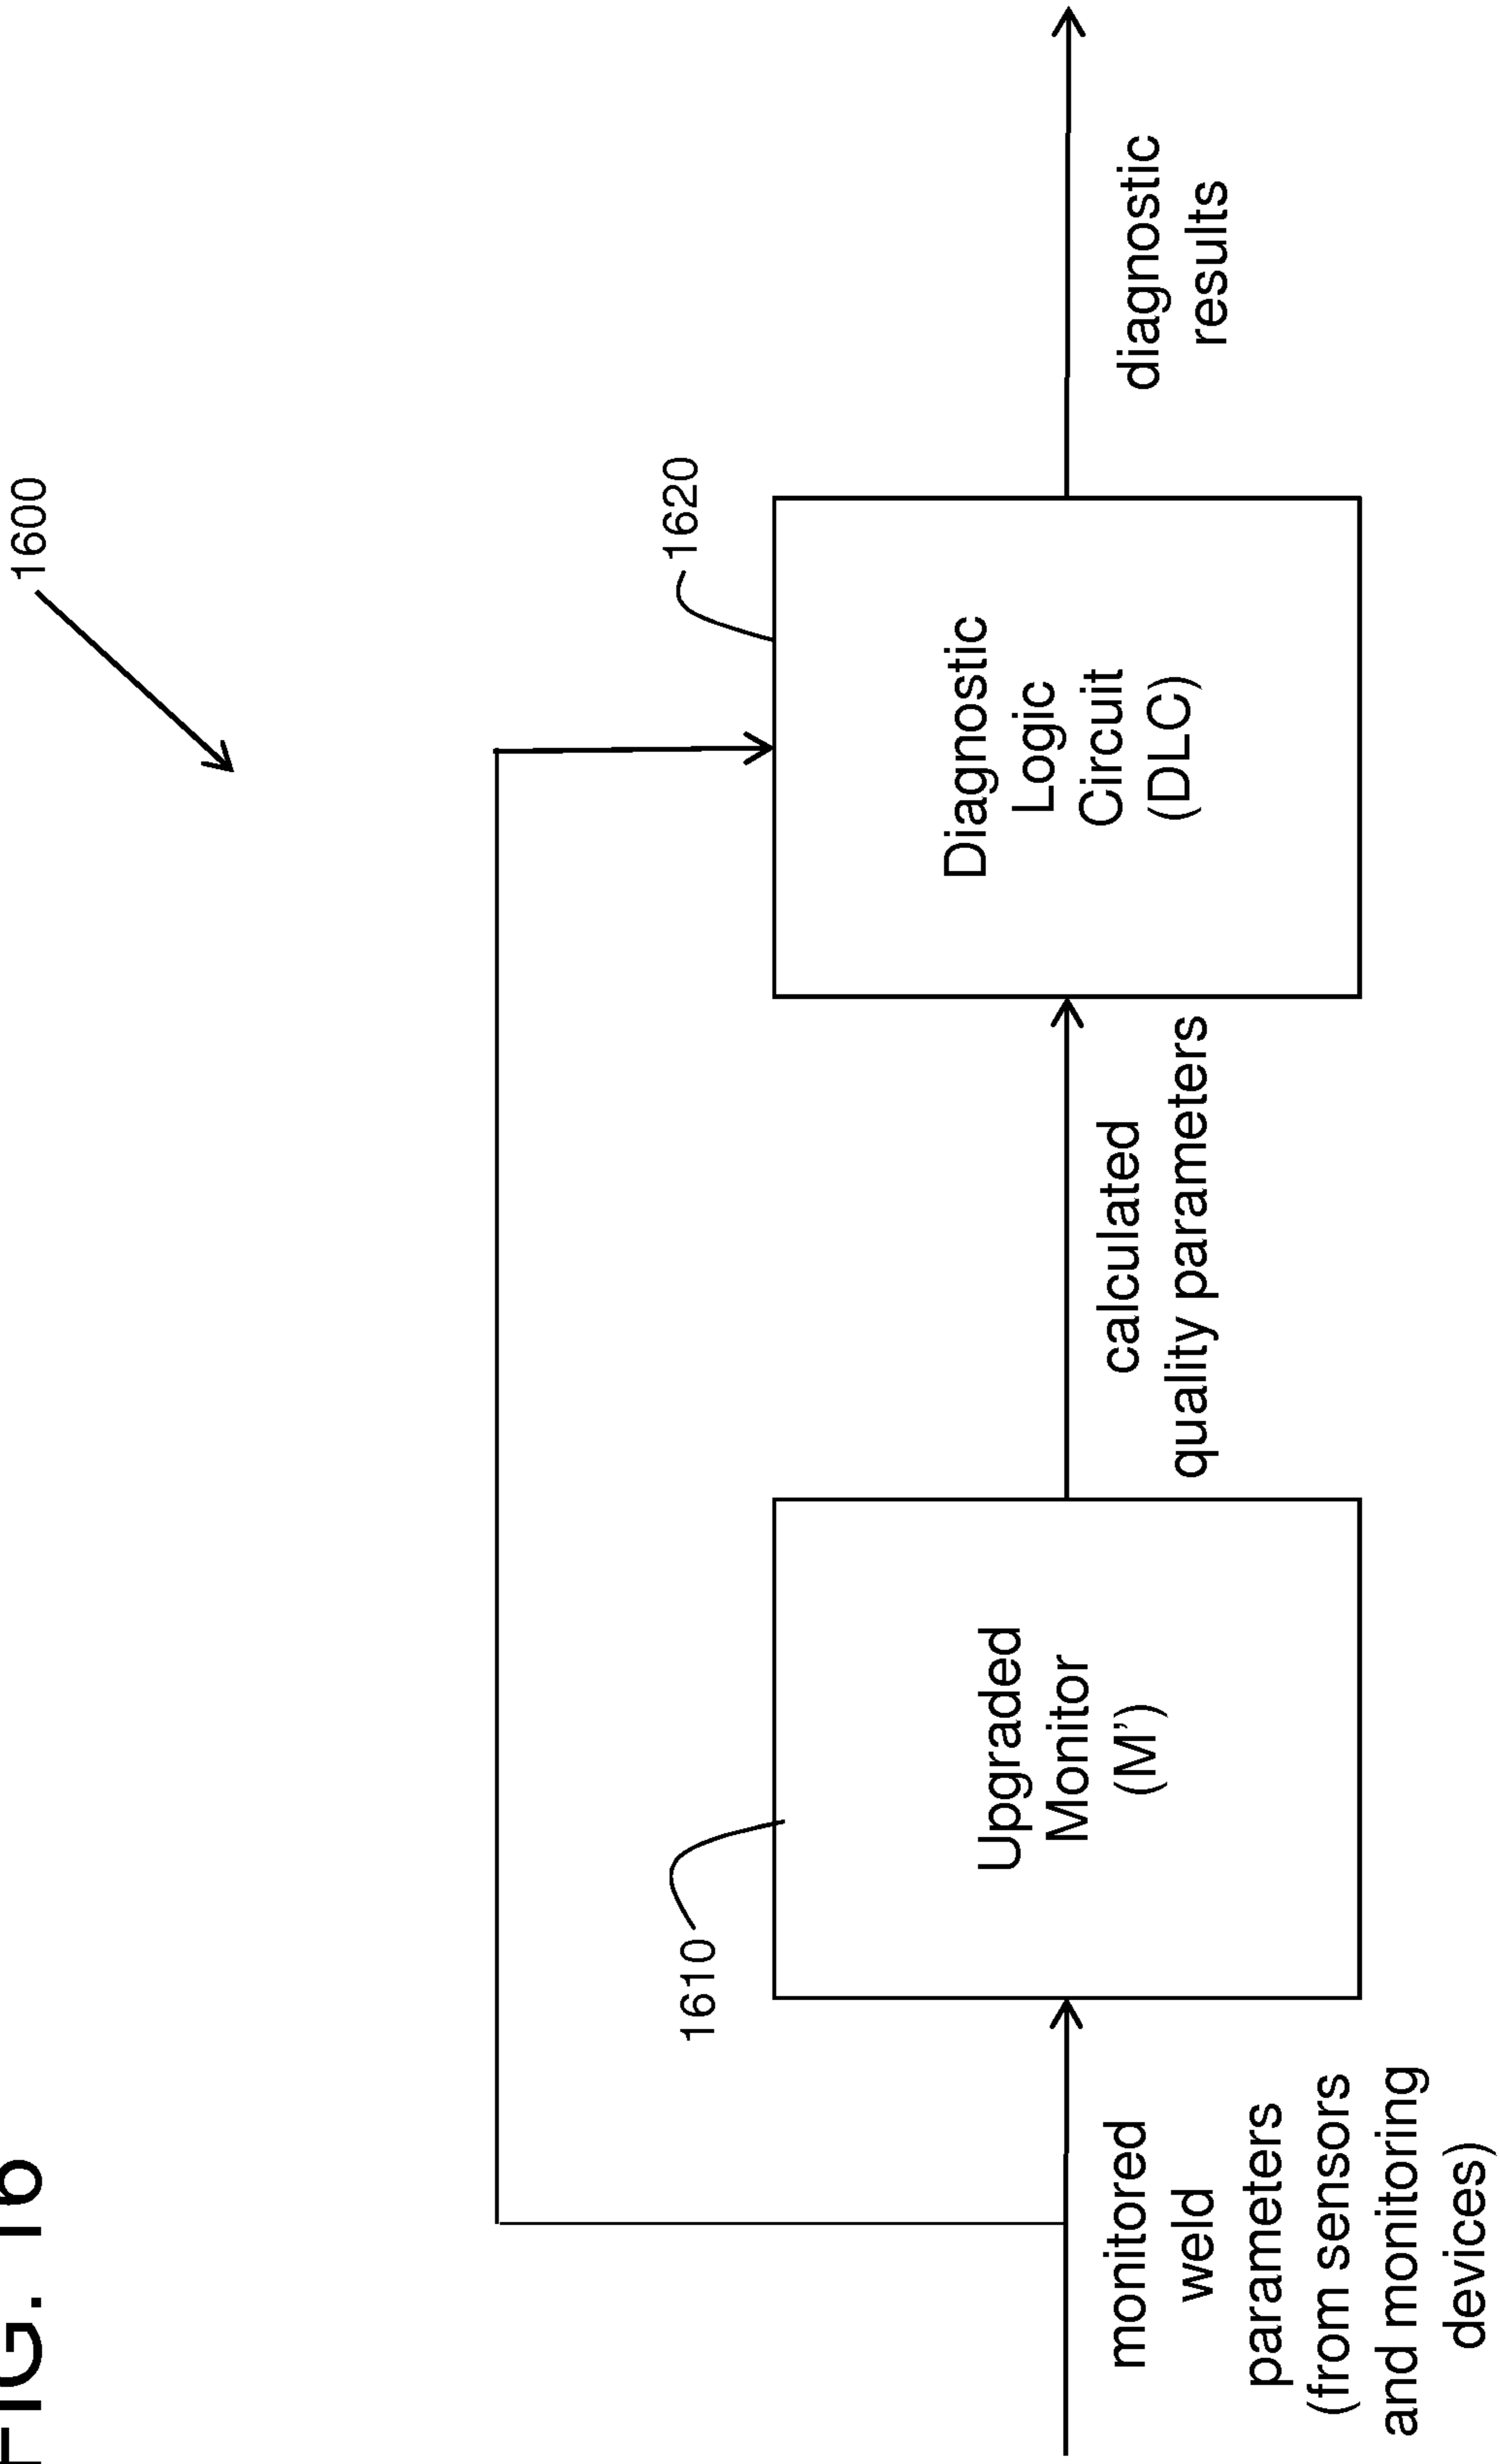 FIG. 16
1600
1610
1620
Upgraded
Monitor
(M')
Diagnostic
Logic
Circuit
(DLC)
monitored
weld
parameters
(from sensors
and monitoring
devices)
calculated
quality parameters
diagnostic
results